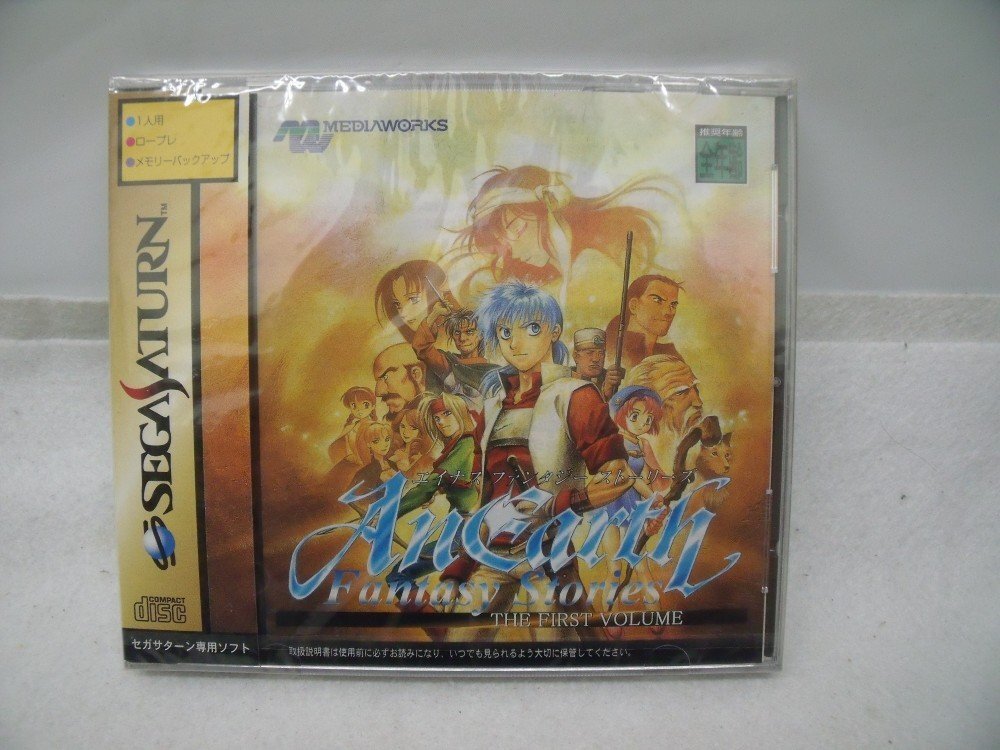 ●1人用
●ロープレ
●メモリーバックアップ
SEGA SATURN™
COMPACT
disc
セガサターン専用ソフト
MW MEDIAWORKS
推奨年齢
エイナス ファンタジー ストーリーズ
AnEarth
Fantasy Stories
THE FIRST VOLUME
取扱説明書は使用前に必ずお読みになり、いつでも見られるよう大切に保管してください。